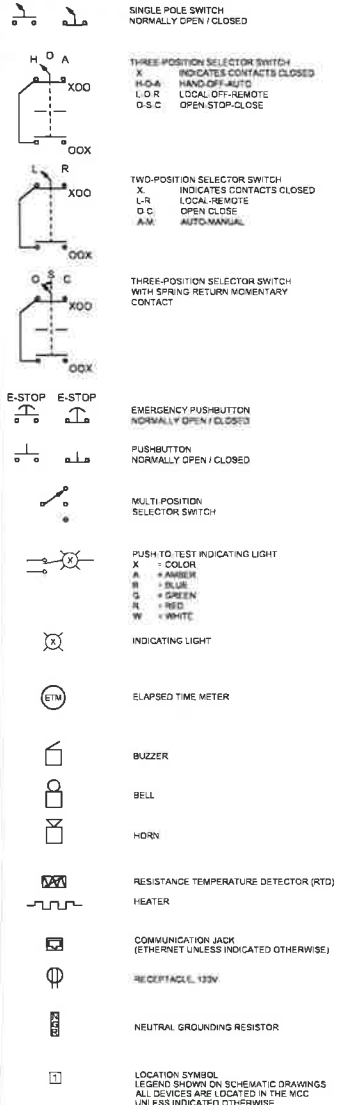 SINGLE POLE SWITCH
NORMALLY OPEN / CLOSED
H O A
XOO
OOX
THREE-POSITION SELECTOR SWITCH
X INDICATES CONTACTS CLOSED
H-O-A HAND-OFF-AUTO
L-O-R LOCAL-OFF-REMOTE
O-S-C OPEN-STOP-CLOSE
L R
XOO
OOX
TWO-POSITION SELECTOR SWITCH
X. INDICATES CONTACTS CLOSED
L-R LOCAL-REMOTE
O-C OPEN CLOSE
A-M. AUTO-MANUAL
O S C
XOO
OOX
THREE-POSITION SELECTOR SWITCH
WITH SPRING RETURN MOMENTARY
CONTACT
E-STOP E-STOP
EMERGENCY PUSHBUTTON
NORMALLY OPEN / CLOSED
PUSHBUTTON
NORMALLY OPEN / CLOSED
MULTI-POSITION
SELECTOR SWITCH
X
PUSH-TO-TEST INDICATING LIGHT
X = COLOR
A = AMBER
B = BLUE
G = GREEN
R = RED
W = WHITE
X
INDICATING LIGHT
ETM
ELAPSED TIME METER
BUZZER
BELL
HORN
RESISTANCE TEMPERATURE DETECTOR (RTD)
HEATER
COMMUNICATION JACK
(ETHERNET UNLESS INDICATED OTHERWISE)
RECEPTACLE, 120V
NGR
NEUTRAL GROUNDING RESISTOR
1
LOCATION SYMBOL
LEGEND SHOWN ON SCHEMATIC DRAWINGS
ALL DEVICES ARE LOCATED IN THE MCC
UNLESS INDICATED OTHERWISE